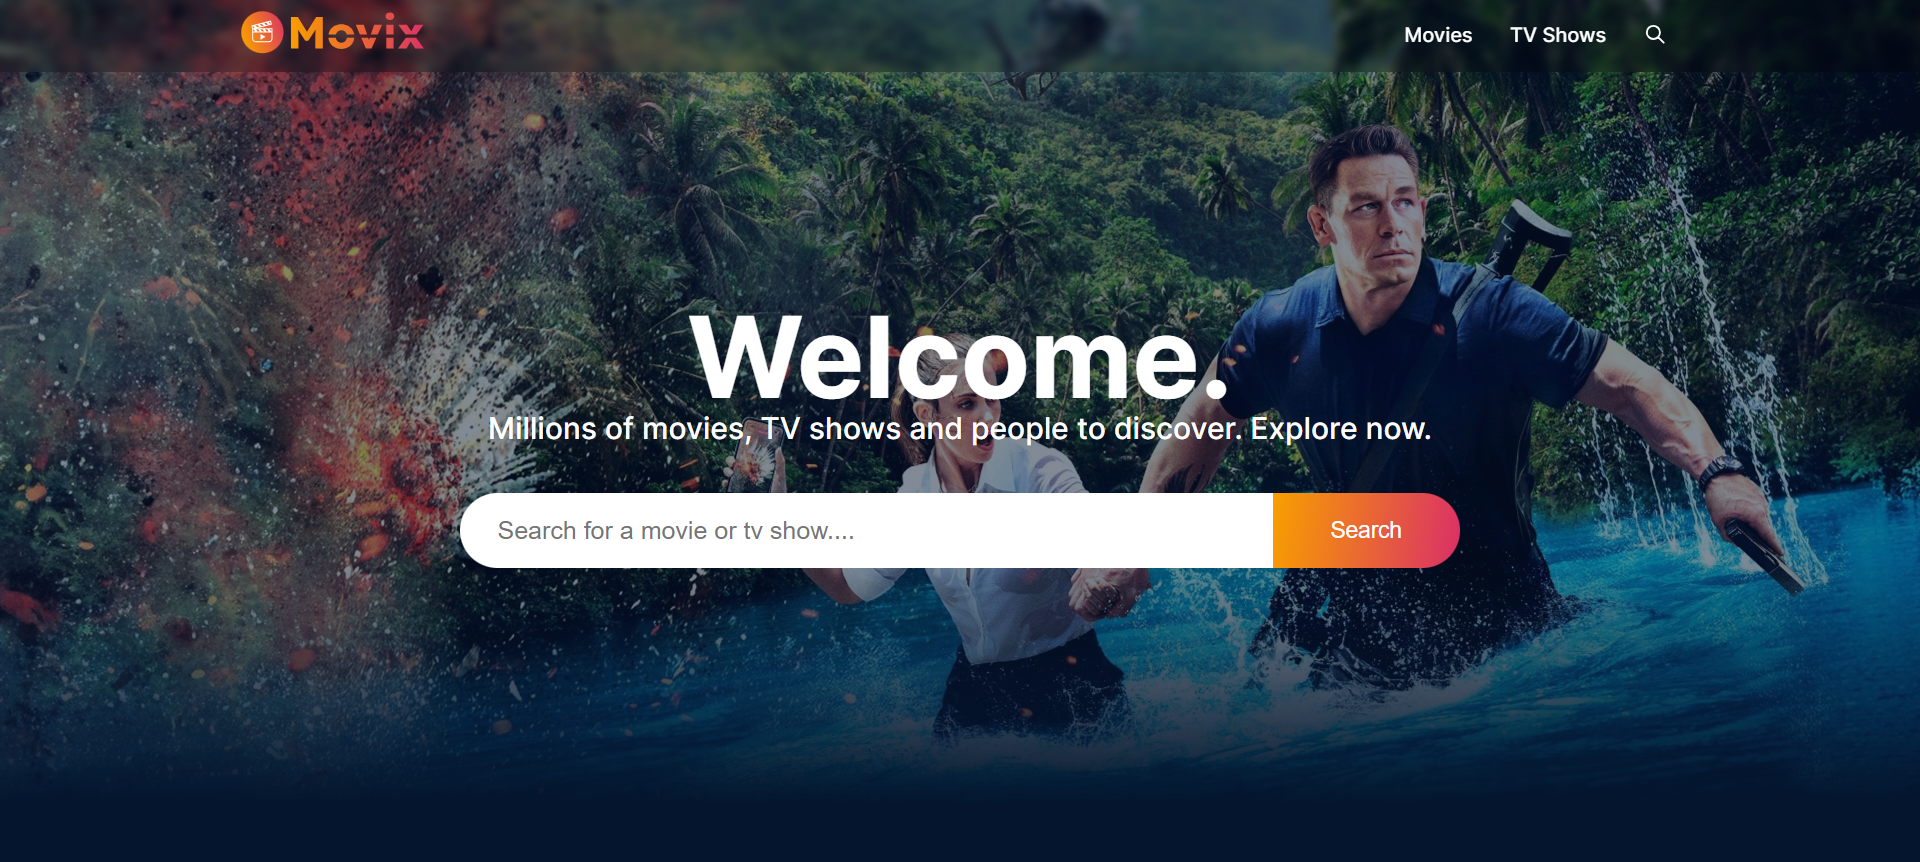 Movix
Movies
TV Shows
Welcome.
Millions of movies, TV shows and people to discover. Explore now.
Search for a movie or tv show....
Search